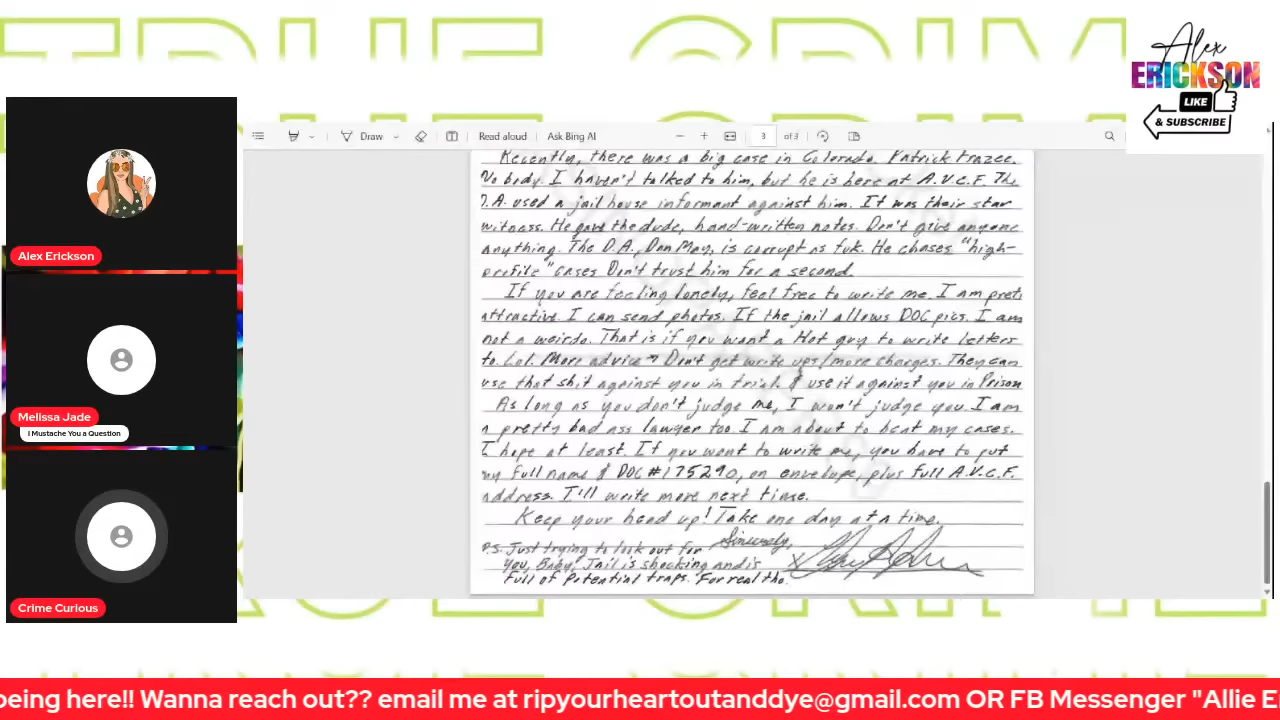 TRUE CRIME
Alex
ERICKSON
LIKE
& SUBSCRIBE
Draw
Read aloud
Ask Bing AI
3
of 3
Recently, there was a big case in Colorado. Patrick Frazee.
No body. I haven't talked to him, but he is here at A.V.C.F. The
D.A. used a jail house informant against him. It was their star
witness. He gave the dude, hand-written notes. Don't give anyone
anything. The D.A., Dan May, is corrupt as fuk. He chases "high-
profile" cases Don't trust him for a second.
If you are feeling lonely, feel free to write me. I am prett
attractive. I can send photos. If the jail allows DOC pics. I am
not a weirdo. That is if you want a Hot guy to write letters
to. Lol. More advice → Don't get write ups/more charges. They can
use that shit against you in trial & use it against you in Prison
As long as you don't judge me, I won't judge you. I am
a pretty bad ass lawyer too I am about to beat my cases.
I hope at least. If you want to write me, you have to put
my full name & DOC #175290, on envelope, plus full A.V.C.F.
address. I'll write more next time.
Keep your head up! Take one day at a time.
Sincerely,
P.S. Just trying to look out for
you, Baby! Jail is shocking and is
Full of Potential traps. For real tho.
X
Alex Erickson
Melissa Jade
I Mustache You a Question
Crime Curious
TRUE CRIME
being here!! Wanna reach out?? email me at ripyourheartoutanddye@gmail.com OR FB Messenger "Allie E